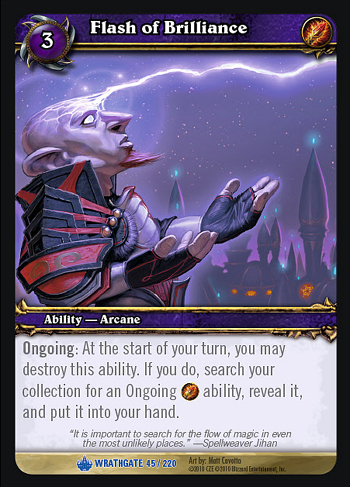 3
Flash of Brilliance
Ability — Arcane
Ongoing: At the start of your turn, you may
destroy this ability. If you do, search your
collection for an Ongoing ability, reveal it,
and put it into your hand.
"It is important to search for the flow of magic in even
the most unlikely places." —Spellweaver Jihan
WRATHGATE 45/220
Art by: Matt Cavotta
©2010 CZE ©2010 Blizzard Entertainment, Inc.